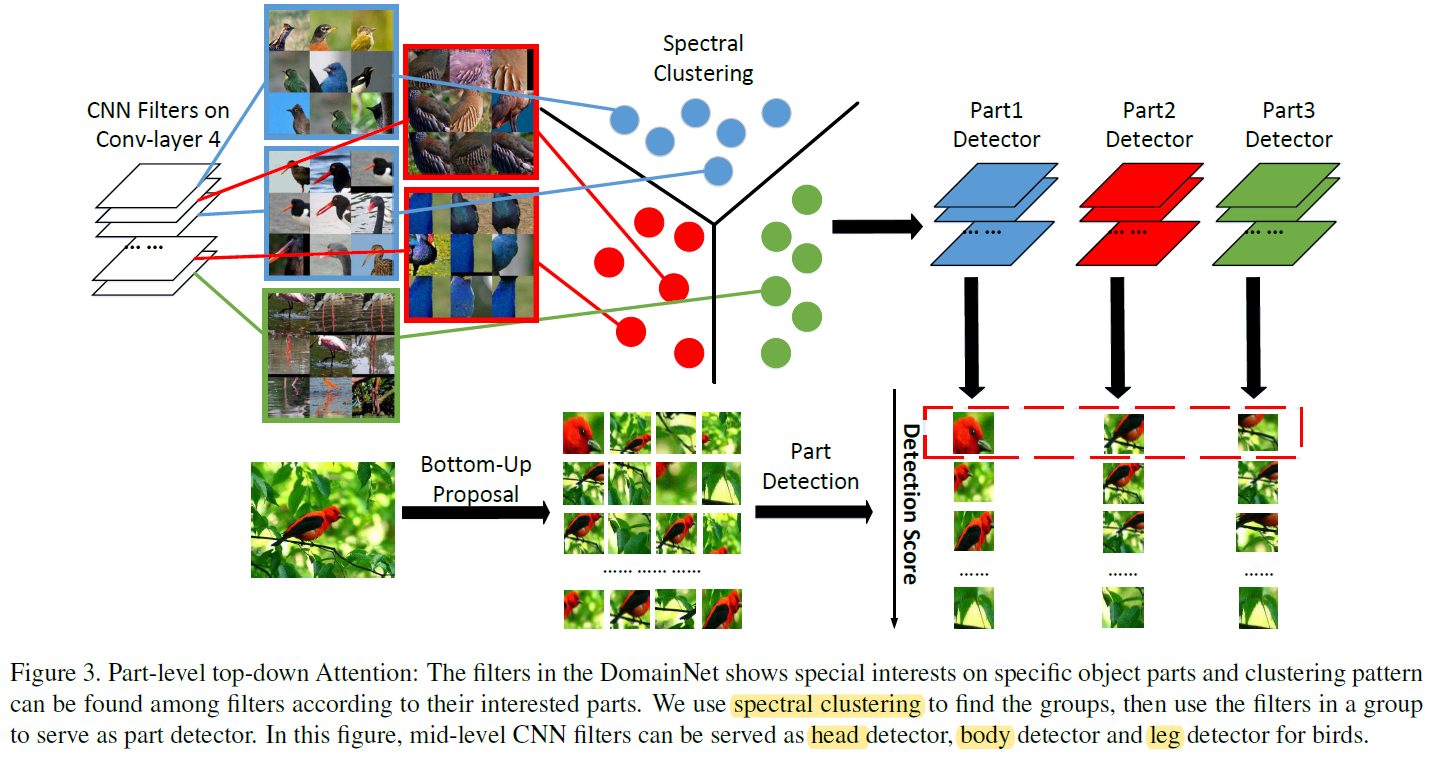 Spectral
Clustering
CNN Filters on
Conv-layer 4
... ...
Part1
Detector
Part2
Detector
Part3
Detector
... ...
... ...
... ...
Bottom-Up
Proposal
Part
Detection
Detection Score
...... ...... ......
......
......
......
Figure 3. Part-level top-down Attention: The filters in the DomainNet shows special interests on specific object parts and clustering pattern
can be found among filters according to their interested parts. We use spectral clustering to find the groups, then use the filters in a group
to serve as part detector. In this figure, mid-level CNN filters can be served as head detector, body detector and leg detector for birds.